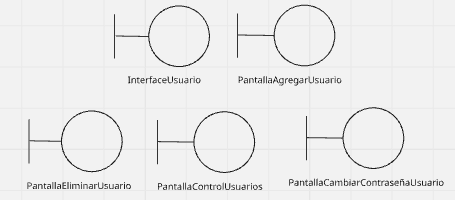 InterfaceUsuario
PantallaAgregarUsuario
PantallaEliminarUsuario
PantallaControlUsuarios
PantallaCambiarContraseñaUsuario